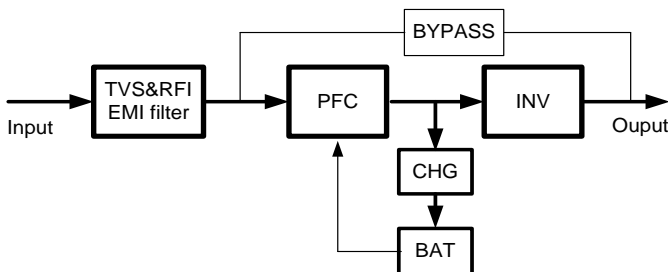 BYPASS
TVS&RFI
EMI filter
PFC
INV
Input
Ouput
CHG
BAT